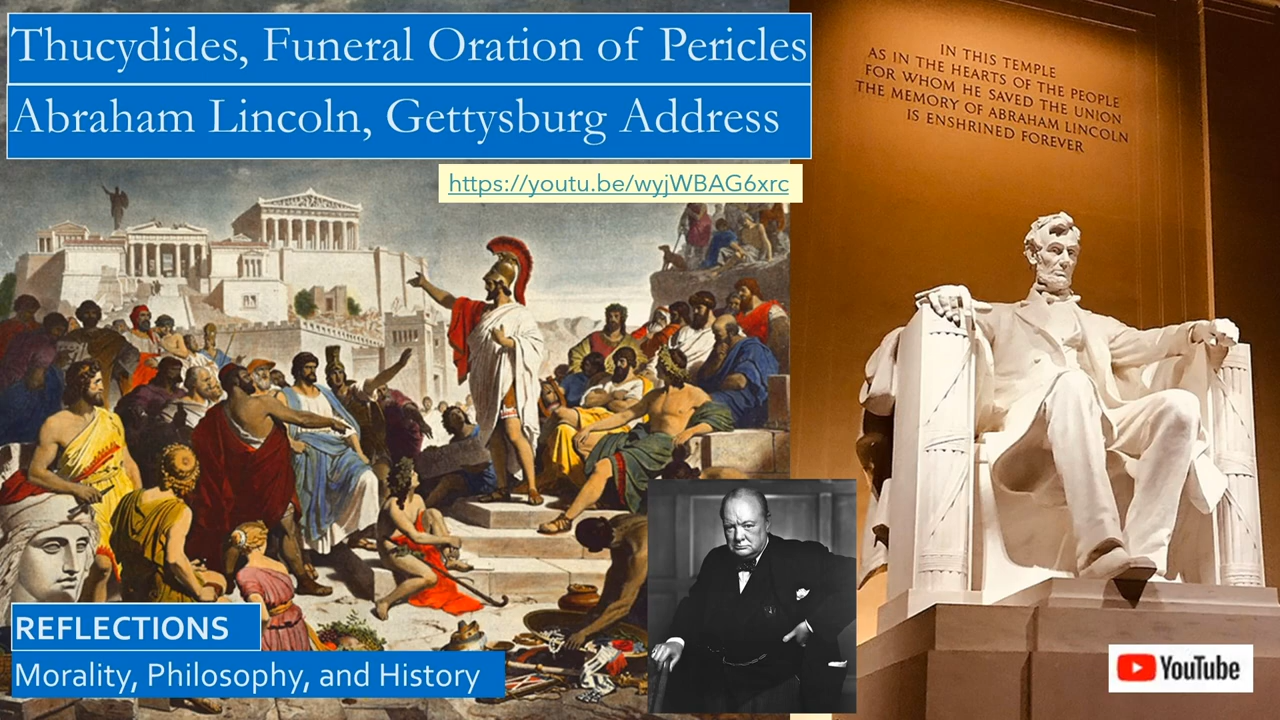 Thucydides, Funeral Oration of Pericles
Abraham Lincoln, Gettysburg Address
https://youtu.be/wyjWBAG6xrc
IN THIS TEMPLE
AS IN THE HEARTS OF THE PEOPLE
FOR WHOM HE SAVED THE UNION
THE MEMORY OF ABRAHAM LINCOLN
IS ENSHRINED FOREVER
REFLECTIONS
Morality, Philosophy, and History
YouTube